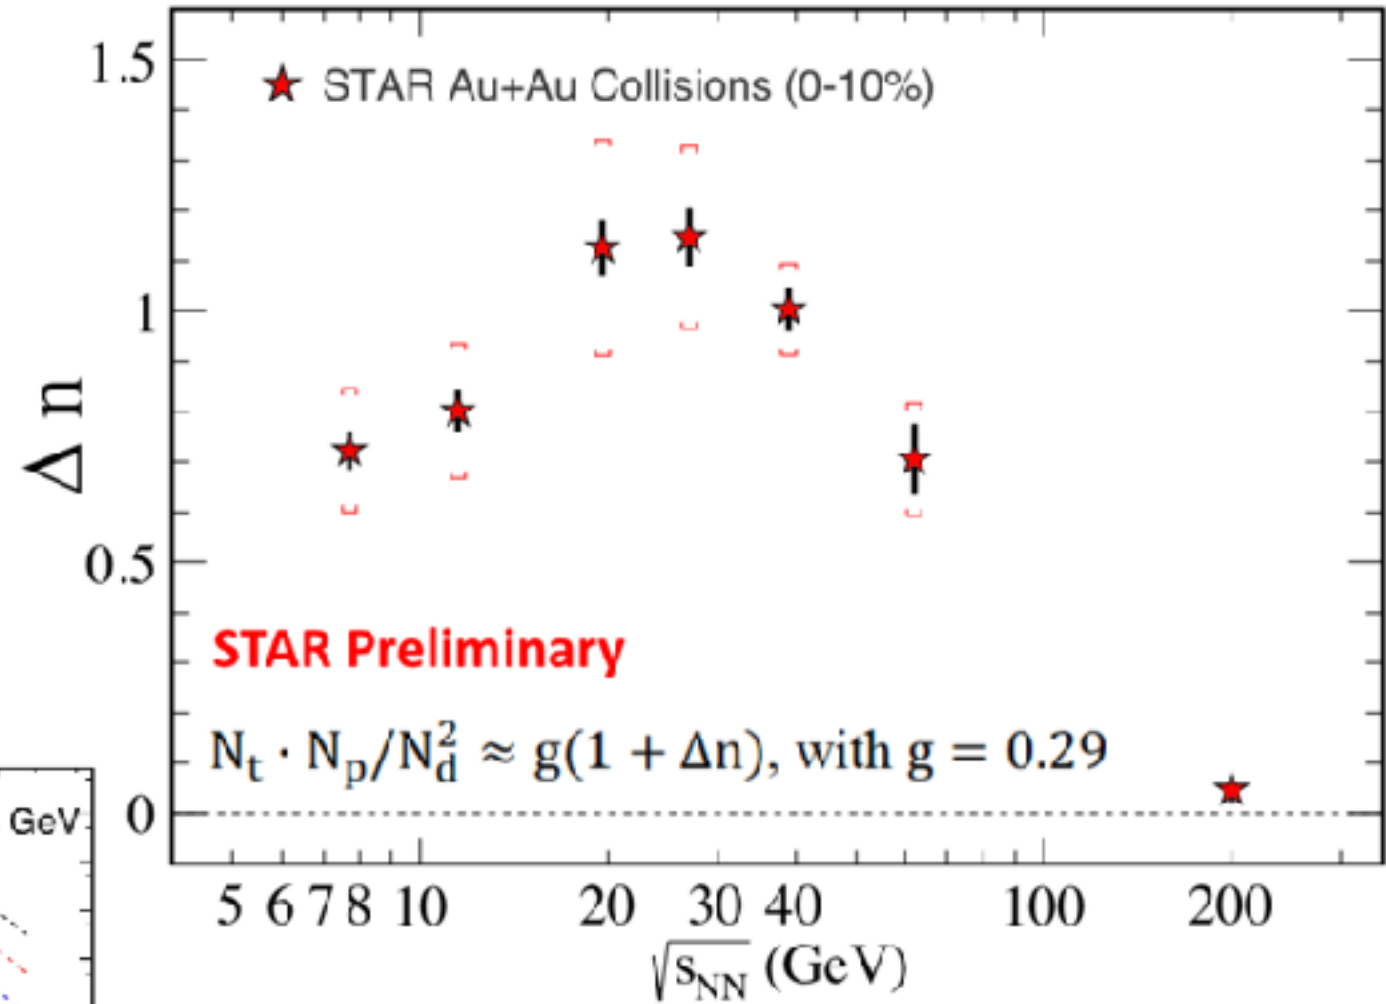 1.5
★ STAR Au+Au Collisions (0-10%)
1
Δ n
0.5
STAR Preliminary
N_t · N_p/N_d^2 ≈ g(1 + Δn), with g = 0.29
0
GeV
5 6 7 8 10 20 30 40 100 200
√s_NN (GeV)